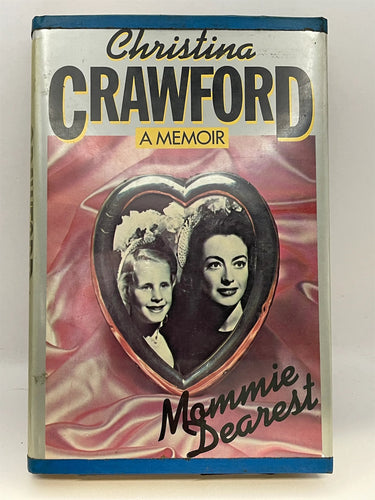 Christina
CRAWFORD
A MEMOIR
Mommie
Dearest